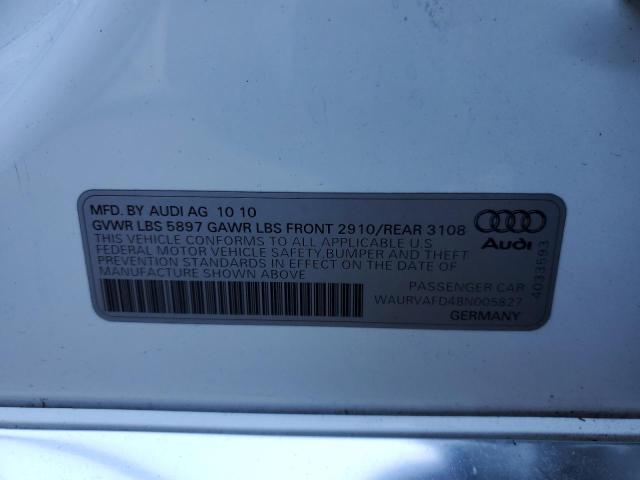 MFD. BY AUDI AG 10 10
GVWR LBS 5897 GAWR LBS FRONT 2910/REAR 3108
THIS VEHICLE CONFORMS TO ALL APPLICABLE U.S
FEDERAL MOTOR VEHICLE SAFETY,BUMPER AND THEFT
PREVENTION STANDARDS IN EFFECT ON THE DATE OF
MANUFACTURE SHOWN ABOVE
PASSENGER CAR
WAURVAFD4BN005827
GERMANY
Audi
4033593